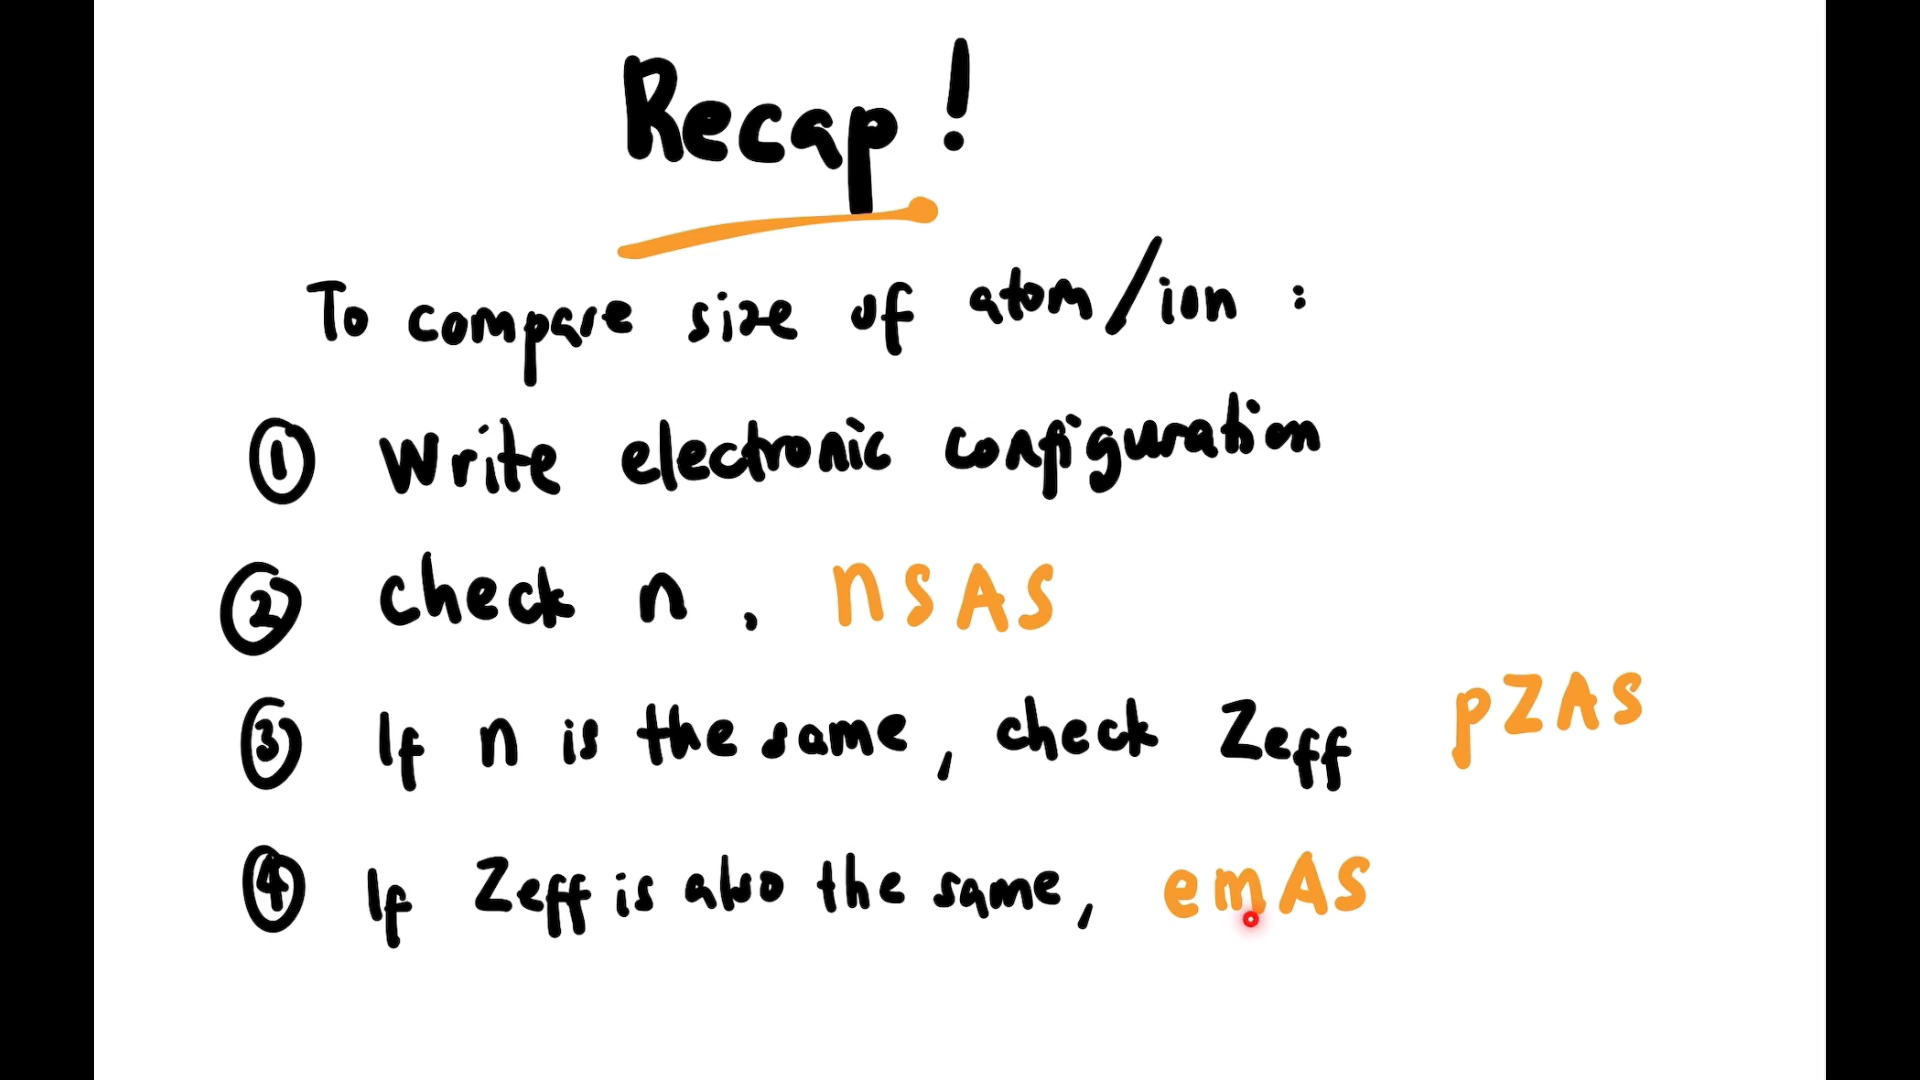 Recap!
To compare size of atom/ion :
① Write electronic configuration
② check n, nSAS
③ If n is the same, check Zeff pZAS
④ If Zeff is also the same, emAS